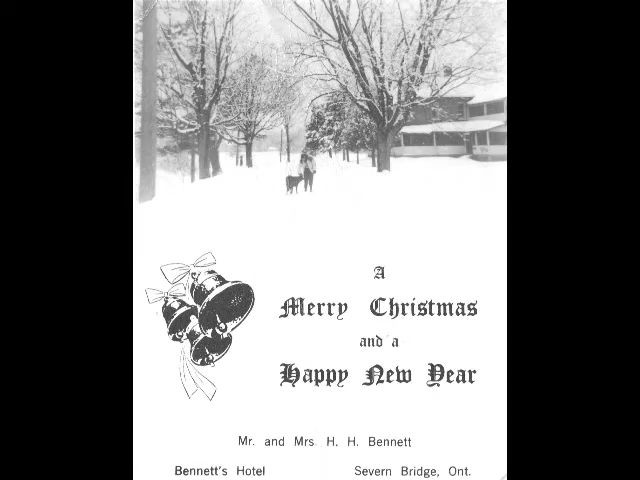 A
Merry Christmas
and a
Happy New Year
Mr. and Mrs. H. H. Bennett
Bennett's Hotel Severn Bridge, Ont.